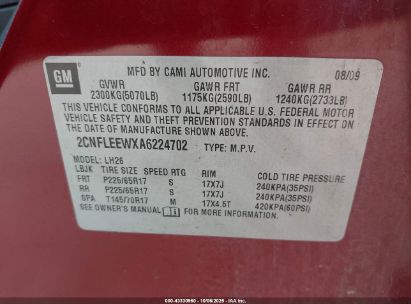 GM
MFD BY CAMI AUTOMOTIVE INC. 08/09
GVWR GAWR FRT GAWR RR
2300KG(5070LB) 1175KG(2590LB) 1240KG(2733LB)
THIS VEHICLE CONFORMS TO ALL APPLICABLE U.S. FEDERAL MOTOR
VEHICLE SAFETY, THEFT PREVENTION STANDARDS IN EFFECT
ON THE DATE OF MANUFACTURE SHOWN ABOVE.
2CNFLEEWXA6224702 TYPE: M.P.V.
MODEL: LH26
LBJK TIRE SIZE SPEED RTG RIM COLD TIRE PRESSURE
FRT P225/65R17 S 17X7J 240KPA(35PSI)
RR P225/65R17 S 17X7J 240KPA(35PSI)
SPA T145/70R17 M 17X4.5T 420KPA(60PSI)
SEE OWNER'S MANUAL FOR MORE INFORMATION.